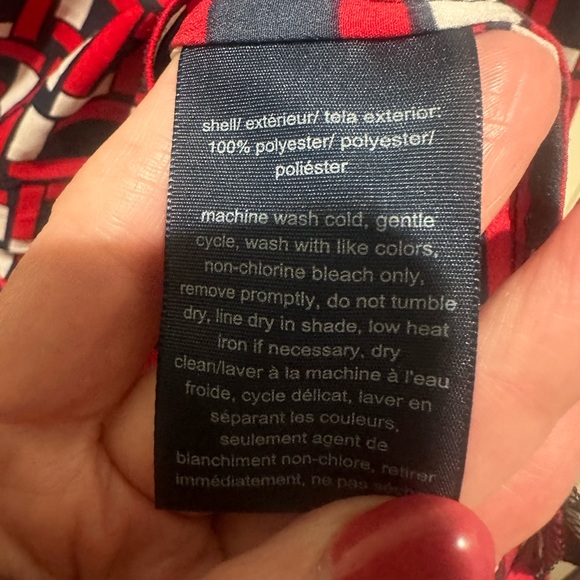 shell/ extérieur/ tela exterior:
100% polyester/ polyester/
poliéster
machine wash cold, gentle
cycle, wash with like colors,
non-chlorine bleach only,
remove promptly, do not tumble
dry, line dry in shade, low heat
iron if necessary, dry
clean/laver à la machine à l'eau
froide, cycle délicat, laver en
séparant les couleurs,
seulement agent de
blanchiment non-chlore, retirer
immédiatement, ne pas